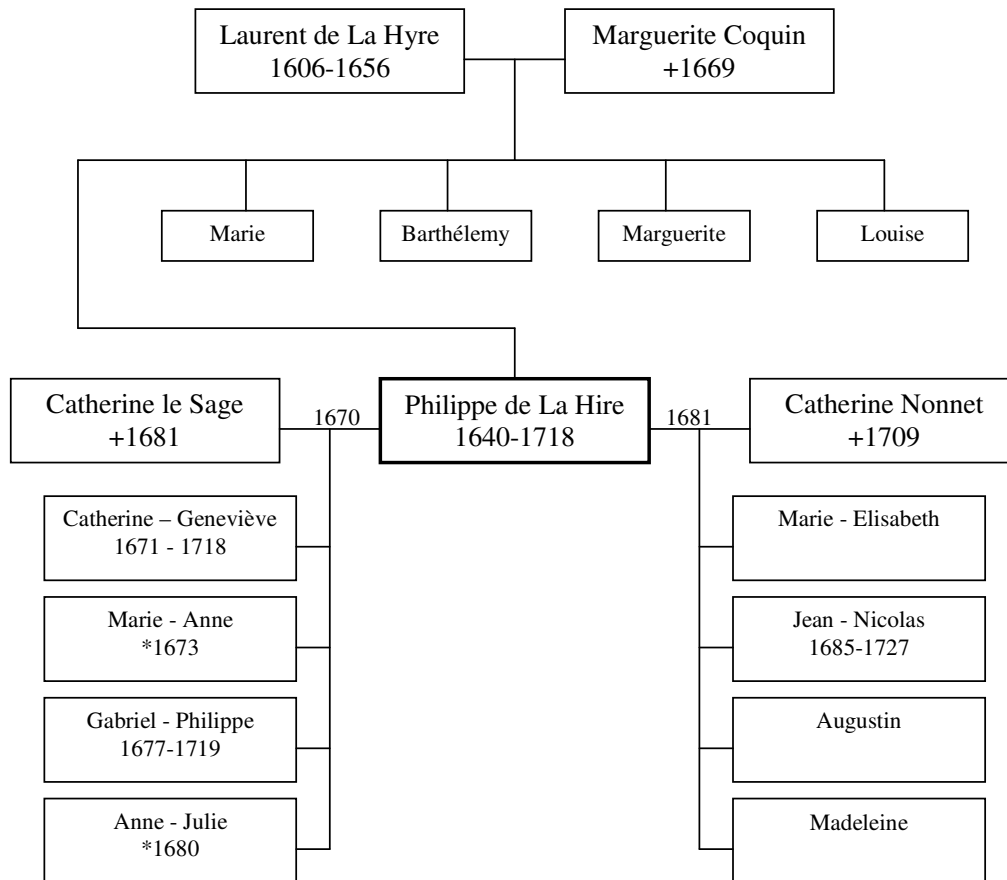 Laurent de La Hyre
1606-1656
Marguerite Coquin
+1669
Marie
Barthélemy
Marguerite
Louise
Catherine le Sage
+1681
1670
Philippe de La Hire
1640-1718
1681
Catherine Nonnet
+1709
Catherine – Geneviève
1671 - 1718
Marie - Elisabeth
Marie - Anne
*1673
Jean - Nicolas
1685-1727
Gabriel - Philippe
1677-1719
Augustin
Anne - Julie
*1680
Madeleine